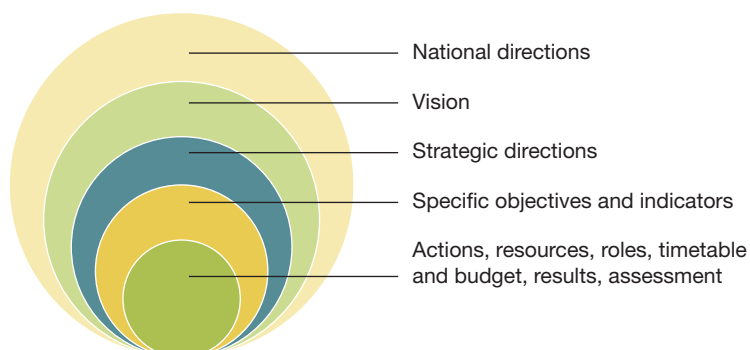 National directions
Vision
Strategic directions
Specific objectives and indicators
Actions, resources, roles, timetable
and budget, results, assessment